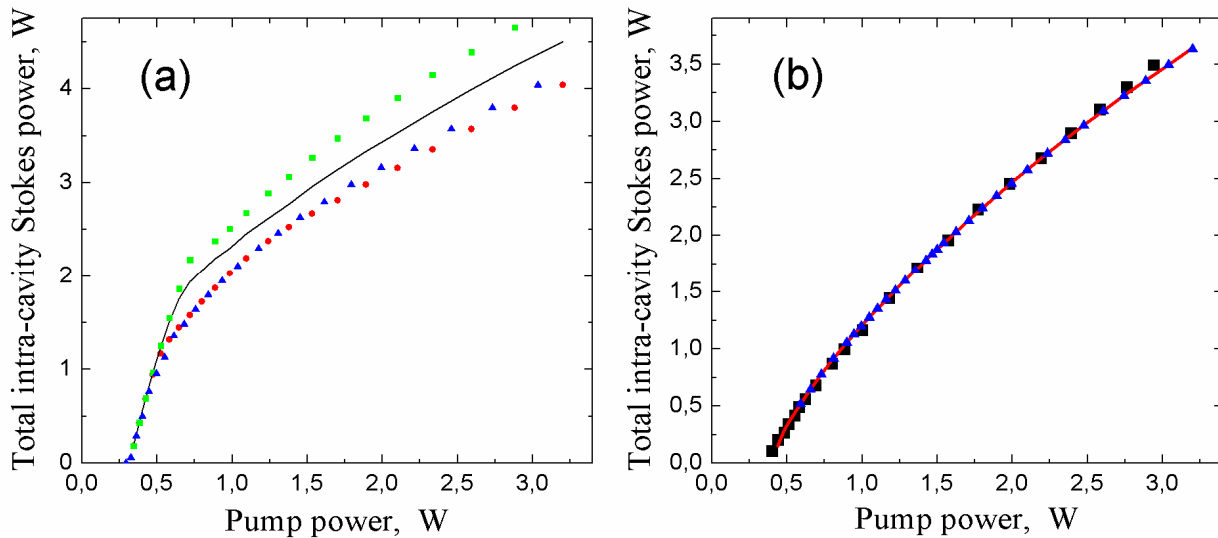 (a)
Total intra-cavity Stokes power, W
4
3
2
1
0
0,0 0,5 1,0 1,5 2,0 2,5 3,0
Pump power, W
(b)
Total intra-cavity Stokes power, W
3,5
3,0
2,5
2,0
1,5
1,0
0,5
0,0
0,0 0,5 1,0 1,5 2,0 2,5 3,0
Pump power, W